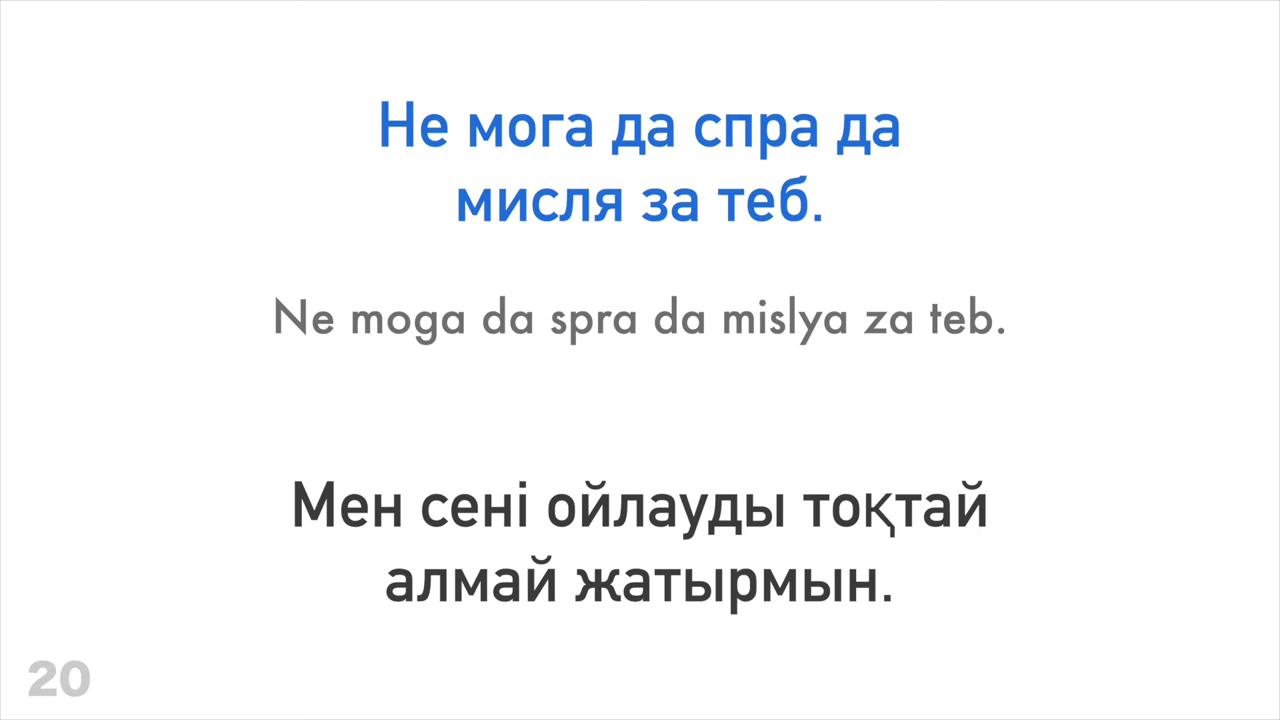 Не мога да спра да
мисля за теб.
Ne moga da spra da mislya za teb.
Мен сені ойлауды тоқтай
алмай жатырмын.
20